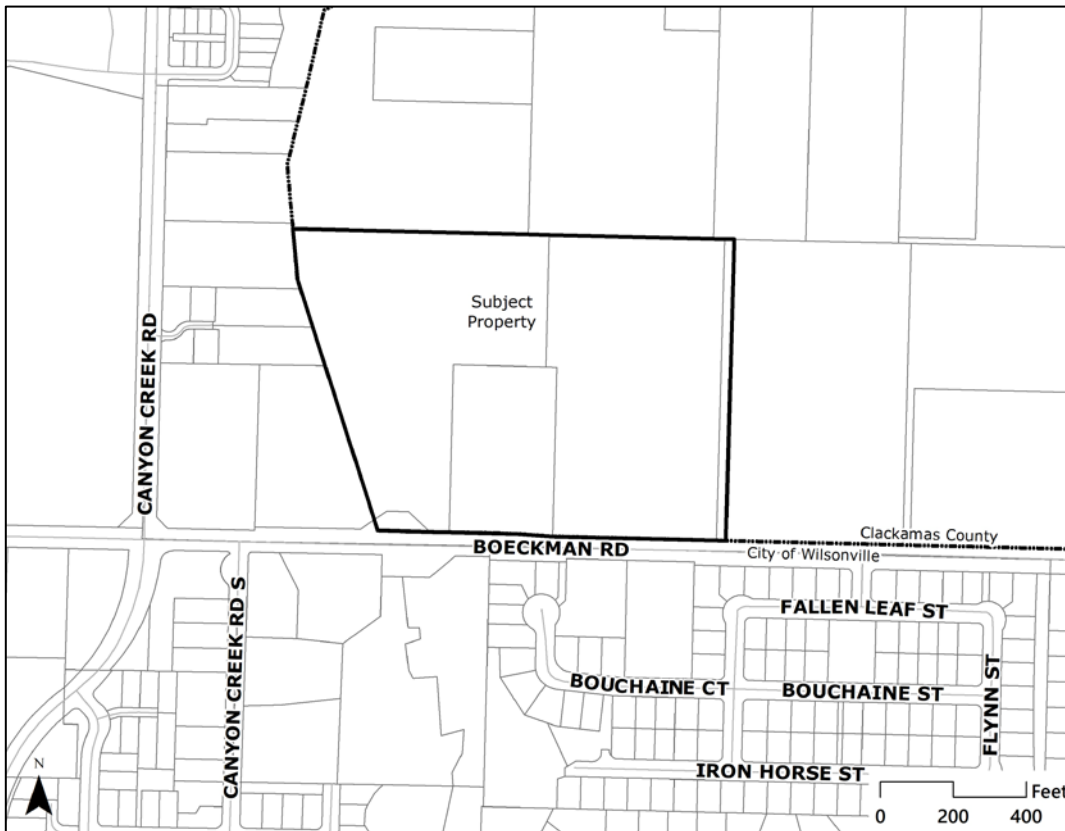 Subject
Property
CANYON CREEK RD
Clackamas County
BOECKMAN RD
City of Wilsonville
CANYON CREEK RD S
FALLEN LEAF ST
BOUCHAINE CT
BOUCHAINE ST
FLYNN ST
IRON HORSE ST
N
Feet
0 200 400